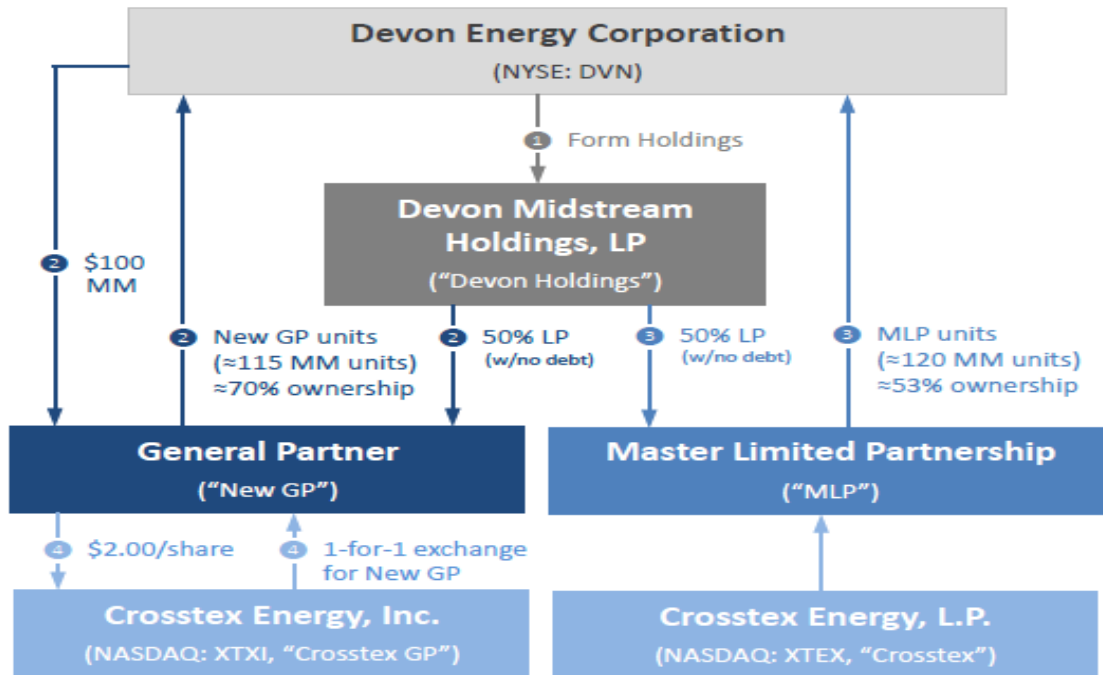 Devon Energy Corporation
(NYSE: DVN)
1 Form Holdings
Devon Midstream
Holdings, LP
("Devon Holdings")
2 $100
MM
2 New GP units
(≈115 MM units)
≈70% ownership
2 50% LP
(w/no debt)
3 50% LP
(w/no debt)
3 MLP units
(≈120 MM units)
≈53% ownership
General Partner
("New GP")
Master Limited Partnership
("MLP")
4 $2.00/share
4 1-for-1 exchange
for New GP
Crosstex Energy, Inc.
(NASDAQ: XTXI, "Crosstex GP")
Crosstex Energy, L.P.
(NASDAQ: XTEX, "Crosstex")